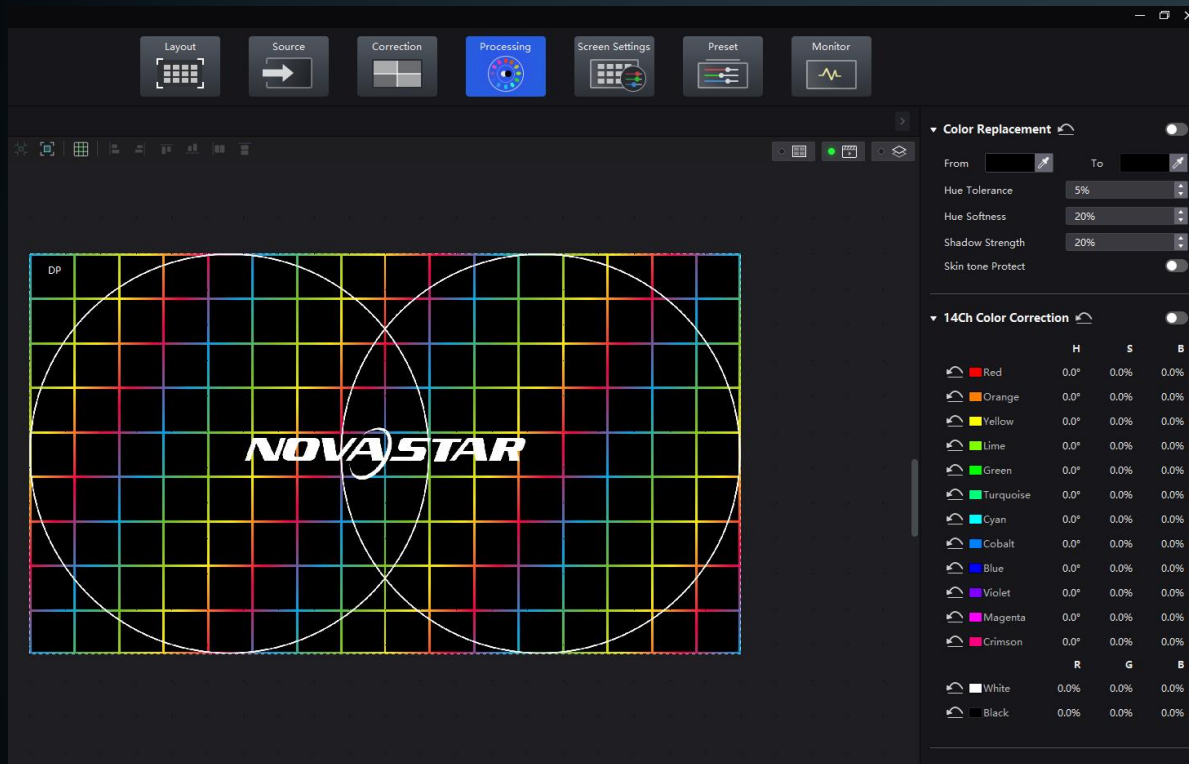 Layout Source Correction Processing Screen Settings Preset Monitor
Color Replacement
From To
Hue Tolerance 5%
Hue Softness 20%
Shadow Strength 20%
Skin tone Protect
DP
NOVASTAR
14Ch Color Correction
H S B
Red 0.0° 0.0% 0.0%
Orange 0.0° 0.0% 0.0%
Yellow 0.0° 0.0% 0.0%
Lime 0.0° 0.0% 0.0%
Green 0.0° 0.0% 0.0%
Turquoise 0.0° 0.0% 0.0%
Cyan 0.0° 0.0% 0.0%
Cobalt 0.0° 0.0% 0.0%
Blue 0.0° 0.0% 0.0%
Violet 0.0° 0.0% 0.0%
Magenta 0.0° 0.0% 0.0%
Crimson 0.0° 0.0% 0.0%
R G B
White 0.0% 0.0% 0.0%
Black 0.0% 0.0% 0.0%